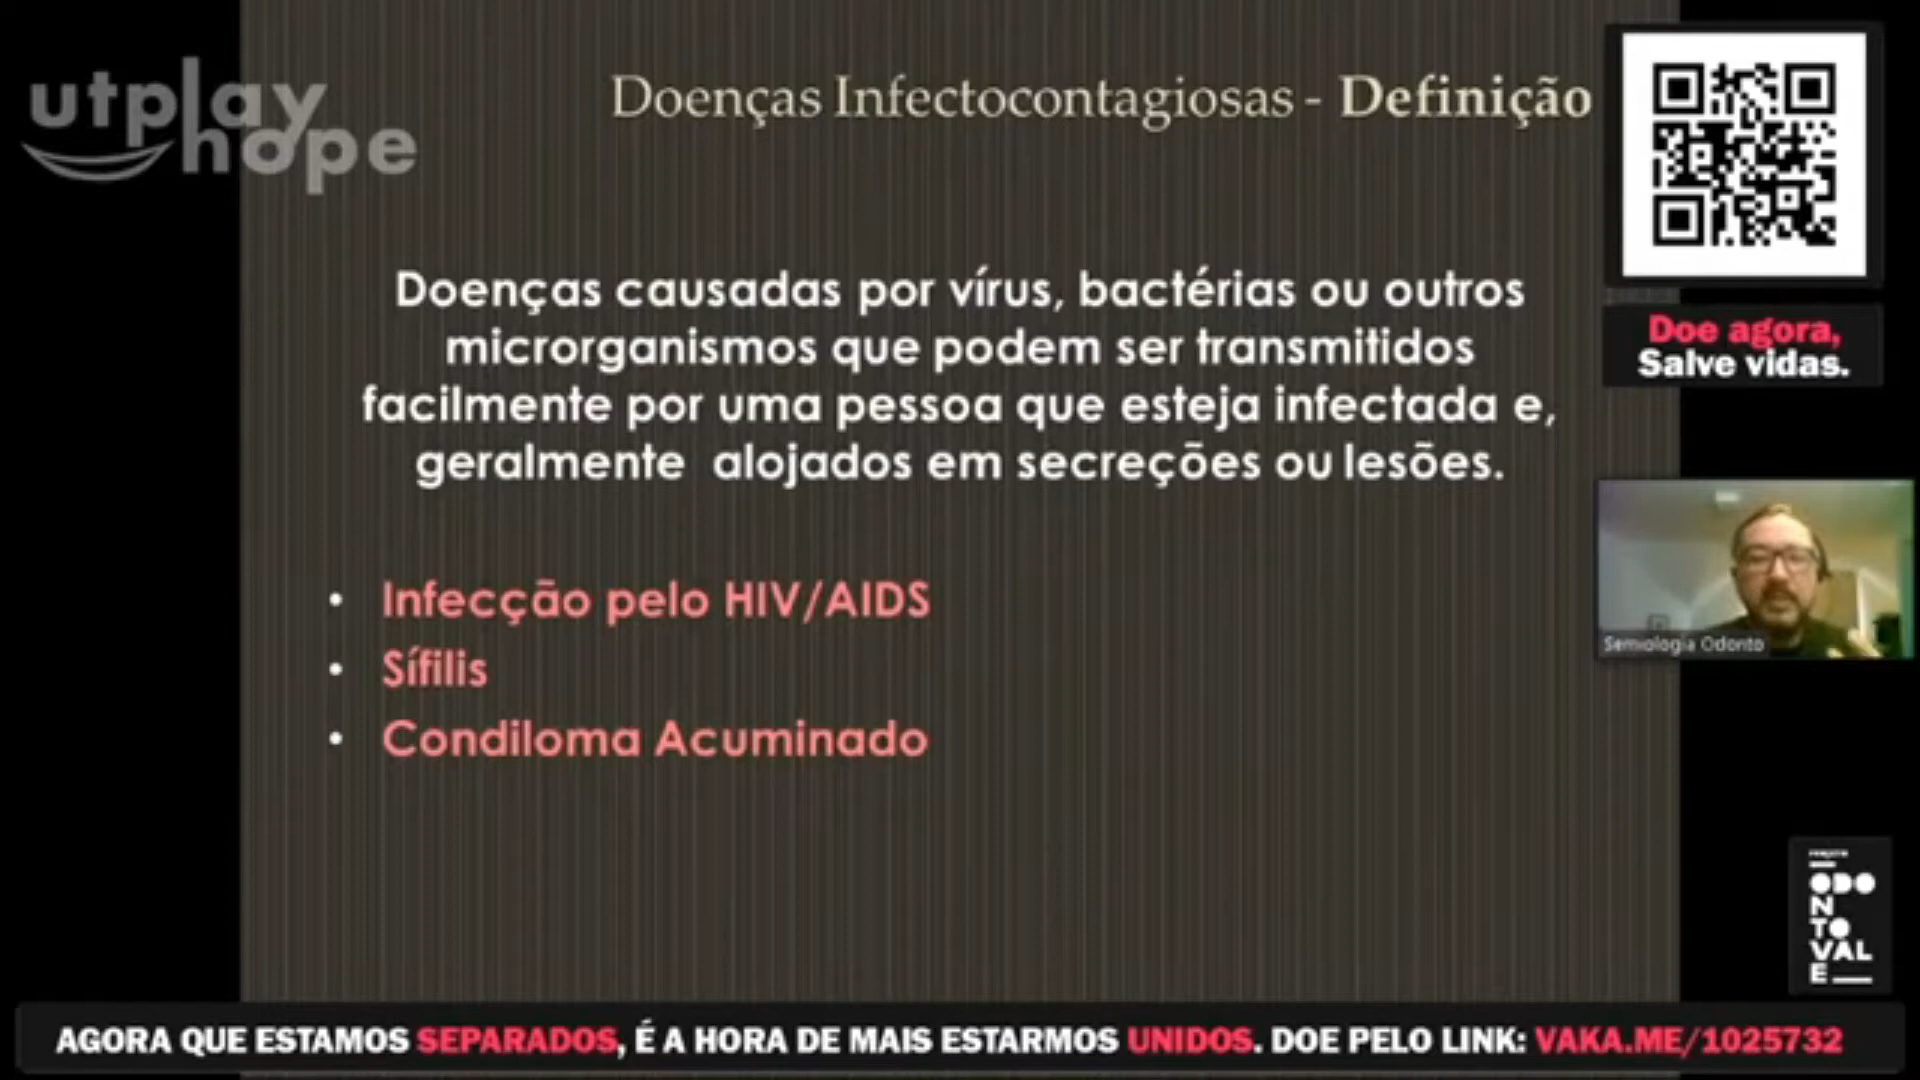 utplay
hope
Doenças Infectocontagiosas - Definição
Doenças causadas por vírus, bactérias ou outros
microrganismos que podem ser transmitidos
facilmente por uma pessoa que esteja infectada e,
geralmente alojados em secreções ou lesões.
• Infecção pelo HIV/AIDS
• Sífilis
• Condiloma Acuminado
Doe agora,
Salve vidas.
Semiologia Odonto
ODO
NTO
VAL
E
AGORA QUE ESTAMOS SEPARADOS, É A HORA DE MAIS ESTARMOS UNIDOS. DOE PELO LINK: VAKA.ME/1025732